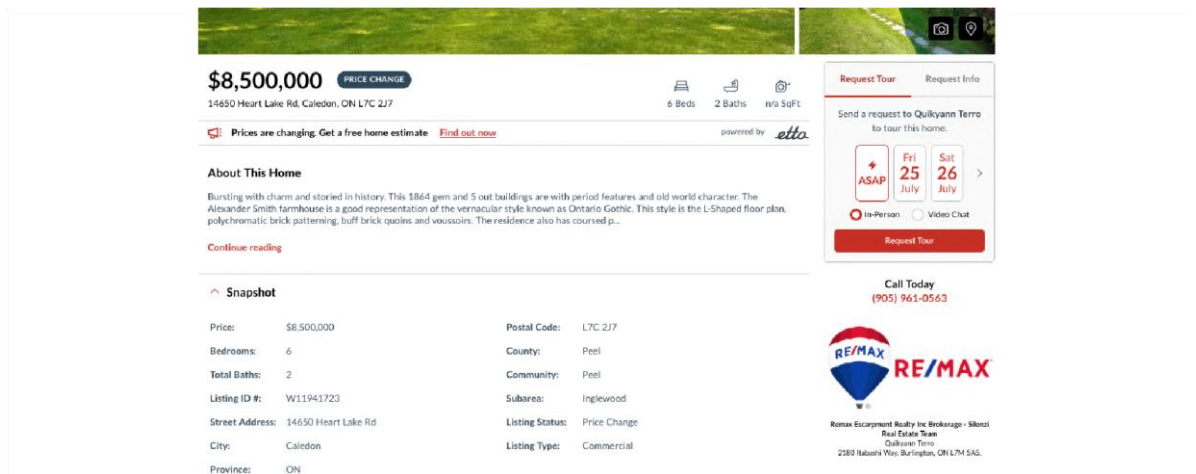 $8,500,000 PRICE CHANGE
14650 Heart Lake Rd, Caledon, ON L7C 2J7
6 Beds 2 Baths n/a SqFt
Prices are changing. Get a free home estimate Find out now
powered by etta
About This Home
Bursting with charm and storied in history. This 1864 gem and 5 out buildings are with period features and old world character. The
Alexander Smith farmhouse is a good representation of the vernacular style known as Ontario Gothic. This style is the L-Shaped floor plan,
polychromatic brick patterning, buff brick quoins and voussoirs. The residence also has coursed p...
Continue reading
Snapshot
Price: $8,500,000
Bedrooms: 6
Total Baths: 2
Listing ID #: W11941723
Street Address: 14650 Heart Lake Rd
City: Caledon
Province: ON
Postal Code: L7C 2J7
County: Peel
Community: Peel
Subarea: Inglewood
Listing Status: Price Change
Listing Type: Commercial
Request Tour Request Info
Send a request to Quikyann Terro
to tour this home.
ASAP
Fri
25
July
Sat
26
July
In-Person Video Chat
Request Tour
Call Today
(905) 961-0563
RE/MAX
RE/MAX
Remax Escarpment Realty Inc Brokerage - Silenzi
Real Estate Team
Quikyann Terro
2180 Itabashi Way, Burlington, ON L7M 5A5,